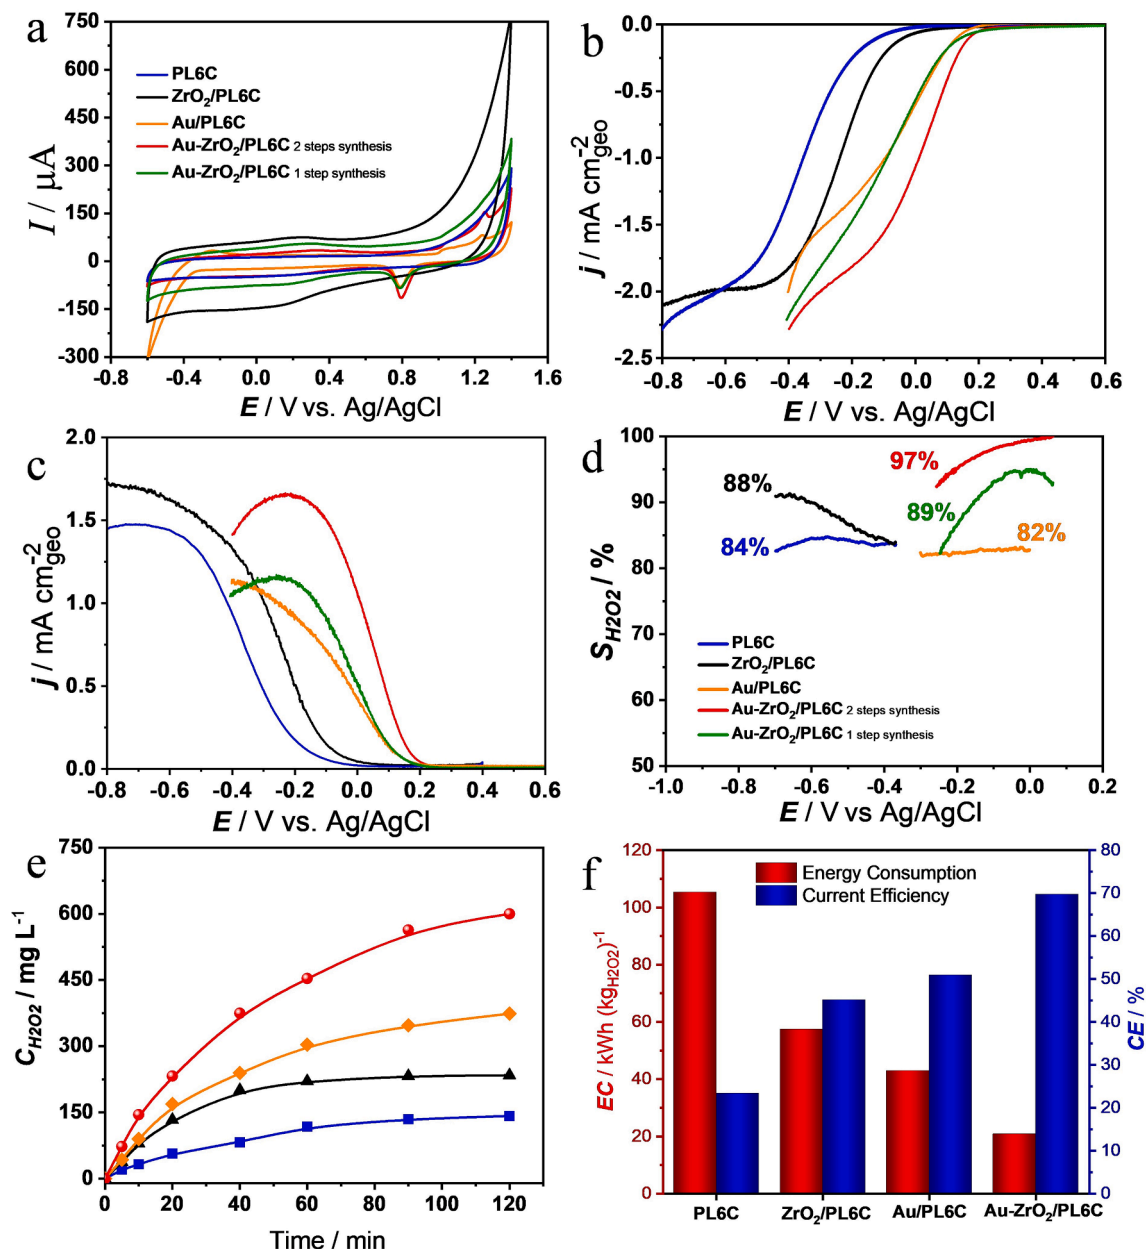 a
I / μA
750
600
450
300
150
0
-150
-300
PL6C
ZrO2/PL6C
Au/PL6C
Au-ZrO2/PL6C 2 steps synthesis
Au-ZrO2/PL6C 1 step synthesis
-0.8 -0.4 0.0 0.4 0.8 1.2 1.6
E / V vs. Ag/AgCl
b
j / mA cm-2geo
0.0
-0.5
-1.0
-1.5
-2.0
-2.5
-0.8 -0.6 -0.4 -0.2 0.0 0.2 0.4 0.6
E / V vs. Ag/AgCl
c
j / mA cm-2geo
2.0
1.5
1.0
0.5
0.0
-0.8 -0.6 -0.4 -0.2 0.0 0.2 0.4 0.6
E / V vs. Ag/AgCl
d
SH2O2 / %
100
90
80
70
60
50
88%
84%
97%
89%
82%
PL6C
ZrO2/PL6C
Au/PL6C
Au-ZrO2/PL6C 2 steps synthesis
Au-ZrO2/PL6C 1 step synthesis
-1.0 -0.8 -0.6 -0.4 -0.2 0.0 0.2
E / V vs Ag/AgCl
e
CH2O2 / mg L-1
750
600
450
300
150
0
0 20 40 60 80 100 120
Time / min
f
EC / kWh (kgH2O2)-1
120
100
80
60
40
20
0
Energy Consumption
Current Efficiency
80
70
60
50
40
30
20
10
0
CE / %
PL6C ZrO2/PL6C Au/PL6C Au-ZrO2/PL6C